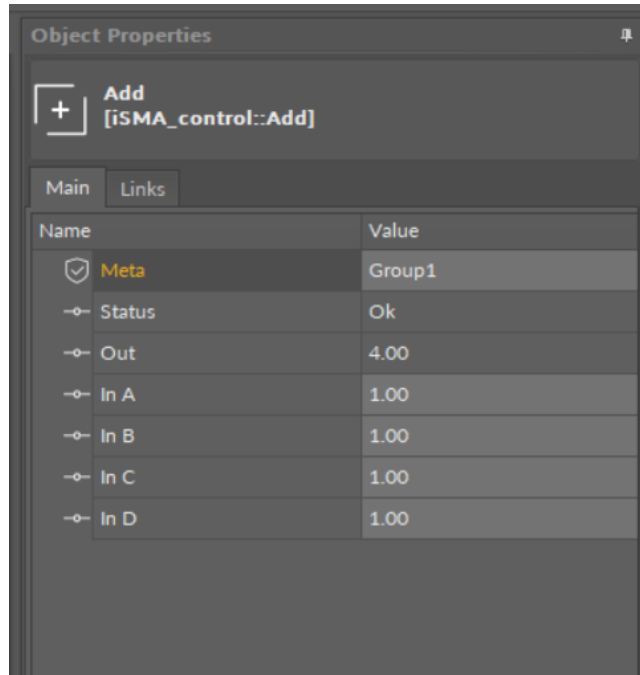 Object Properties
Add
[iSMA_control::Add]
Main Links
Name Value
Meta Group1
Status Ok
Out 4.00
In A 1.00
In B 1.00
In C 1.00
In D 1.00